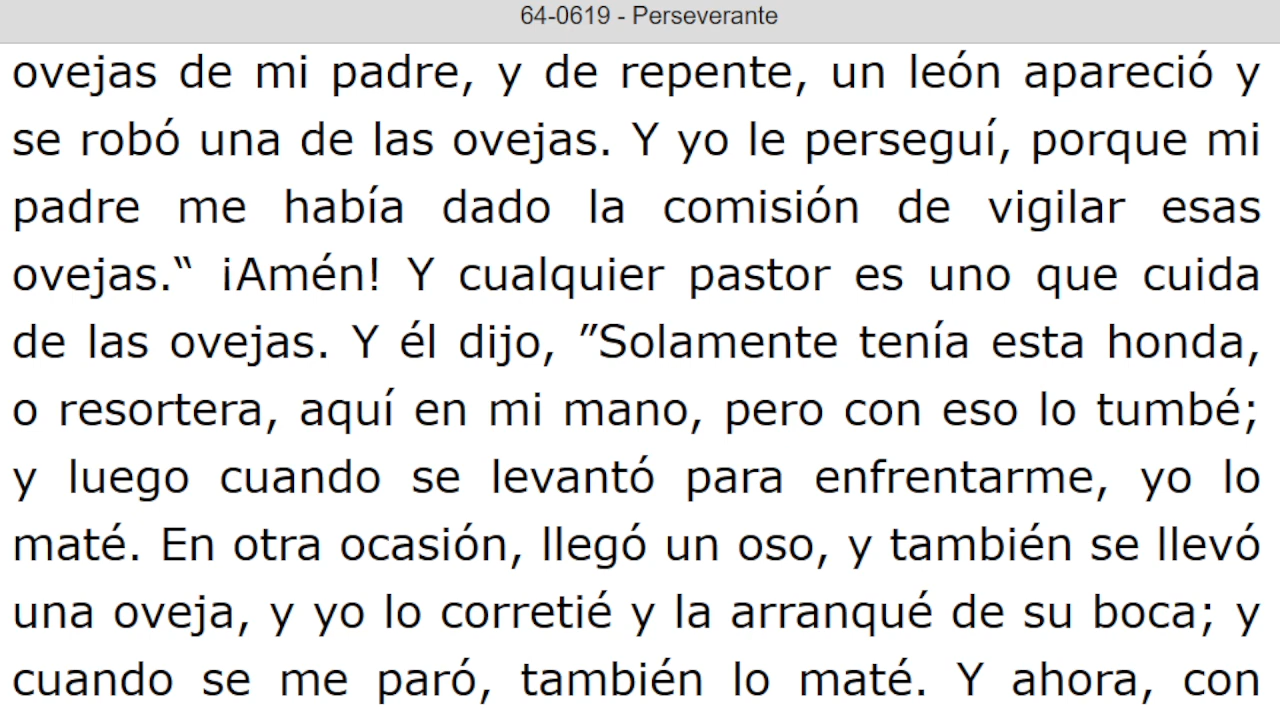 64-0619 - Perseverante
ovejas de mi padre, y de repente, un león apareció y
se robó una de las ovejas. Y yo le perseguí, porque mi
padre me había dado la comisión de vigilar esas
ovejas.“ ¡Amén! Y cualquier pastor es uno que cuida
de las ovejas. Y él dijo, ”Solamente tenía esta honda,
o resortera, aquí en mi mano, pero con eso lo tumbé;
y luego cuando se levantó para enfrentarme, yo lo
maté. En otra ocasión, llegó un oso, y también se llevó
una oveja, y yo lo corretié y la arranqué de su boca; y
cuando se me paró, también lo maté. Y ahora, con